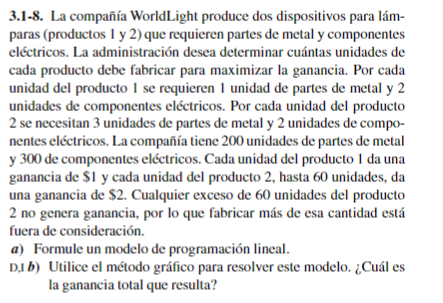 3.1-8. La compañía WorldLight produce dos dispositivos para lám-
paras (productos 1 y 2) que requieren partes de metal y componentes
eléctricos. La administración desea determinar cuántas unidades de
cada producto debe fabricar para maximizar la ganancia. Por cada
unidad del producto 1 se requieren 1 unidad de partes de metal y 2
unidades de componentes eléctricos. Por cada unidad del producto
2 se necesitan 3 unidades de partes de metal y 2 unidades de compo-
nentes eléctricos. La compañía tiene 200 unidades de partes de metal
y 300 de componentes eléctricos. Cada unidad del producto 1 da una
ganancia de $1 y cada unidad del producto 2, hasta 60 unidades, da
una ganancia de $2. Cualquier exceso de 60 unidades del producto
2 no genera ganancia, por lo que fabricar más de esa cantidad está
fuera de consideración.
a) Formule un modelo de programación lineal.
D,I b) Utilice el método gráfico para resolver este modelo. ¿Cuál es
la ganancia total que resulta?